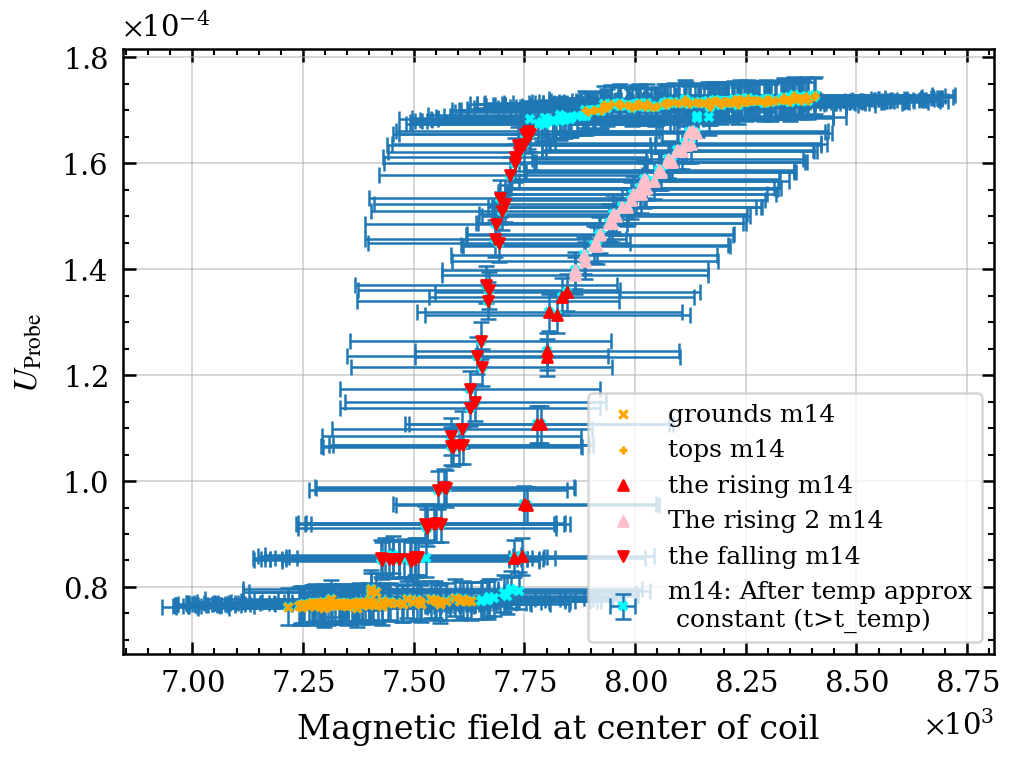 ×10⁻⁴
1.8
1.6
1.4
1.2
1.0
0.8
U_Probe
7.00 7.25 7.50 7.75 8.00 8.25 8.50 8.75
×10³
Magnetic field at center of coil
grounds m14
tops m14
the rising m14
The rising 2 m14
the falling m14
m14: After temp approx
constant (t>t_temp)